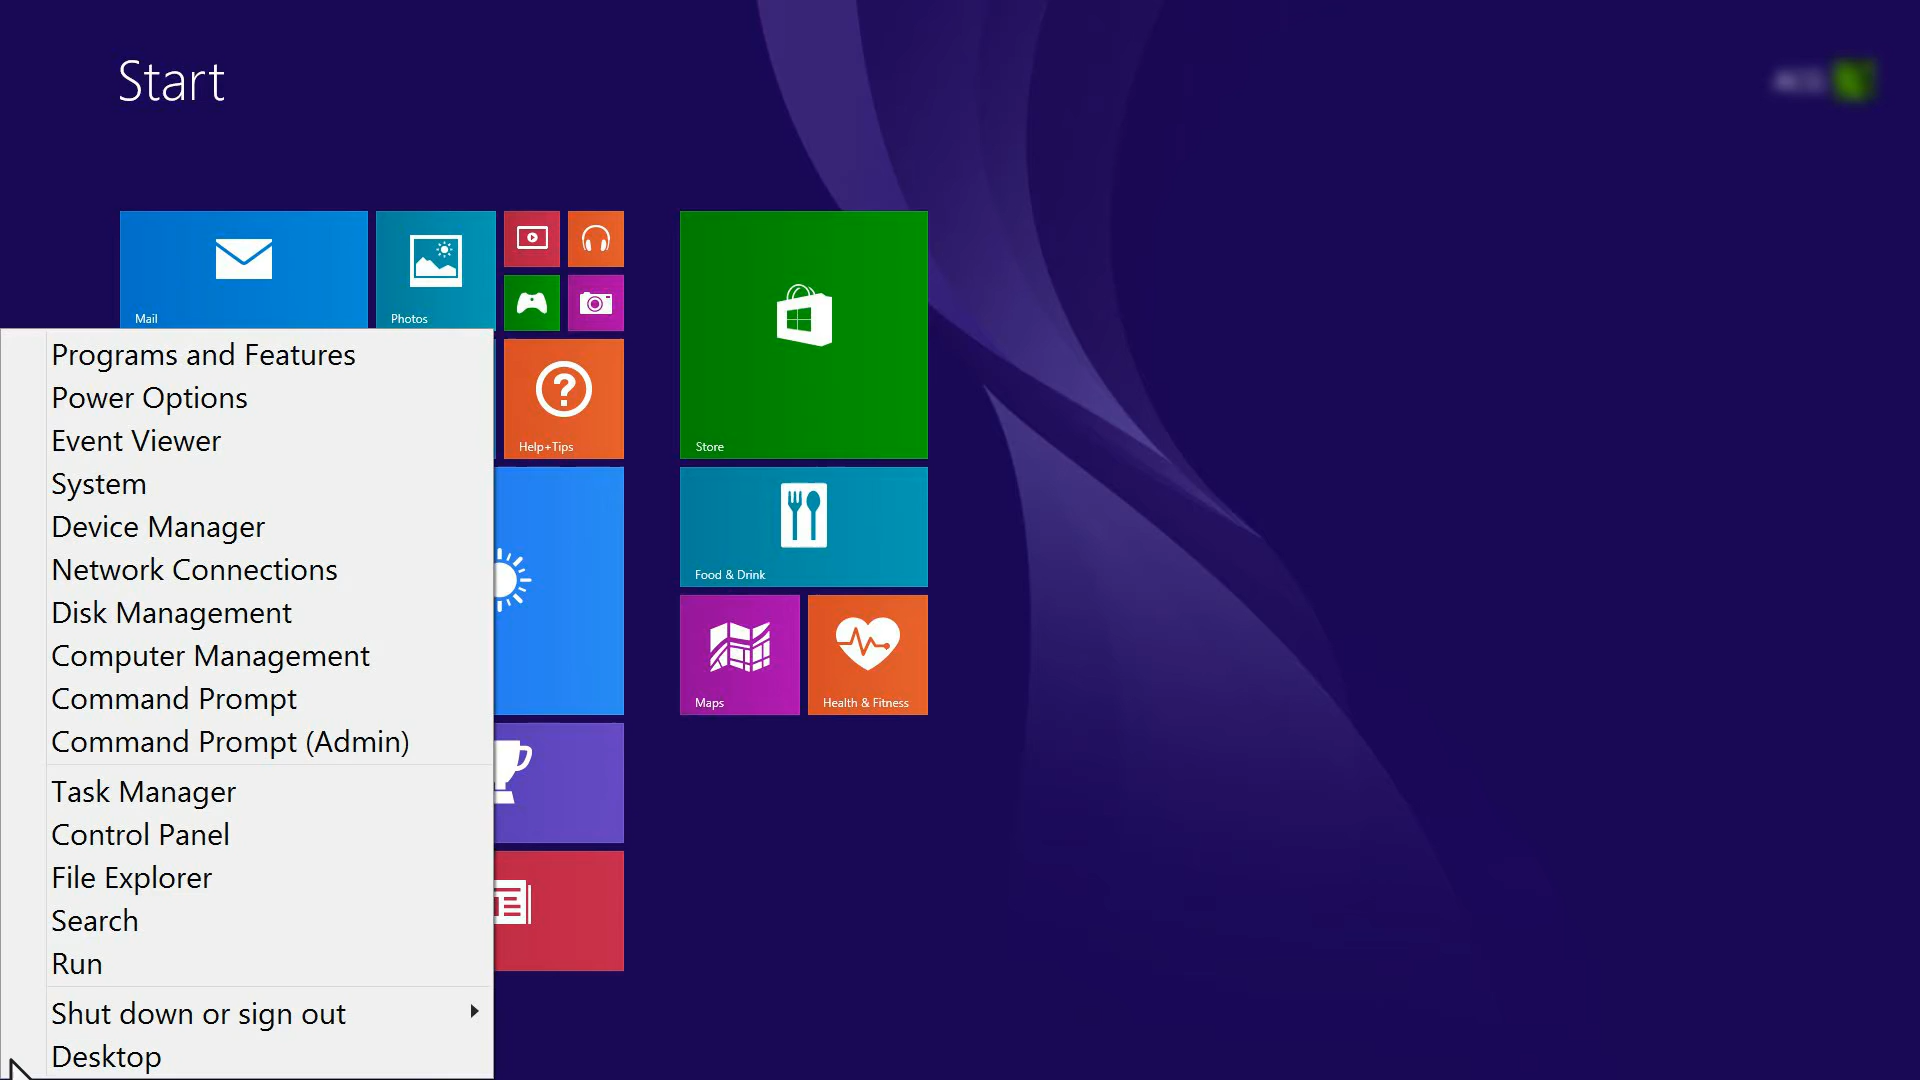 Start
Mail
Photos
Help+Tips
Store
Food & Drink
Maps
Health & Fitness
Programs and Features
Power Options
Event Viewer
System
Device Manager
Network Connections
Disk Management
Computer Management
Command Prompt
Command Prompt (Admin)
Task Manager
Control Panel
File Explorer
Search
Run
Shut down or sign out
Desktop